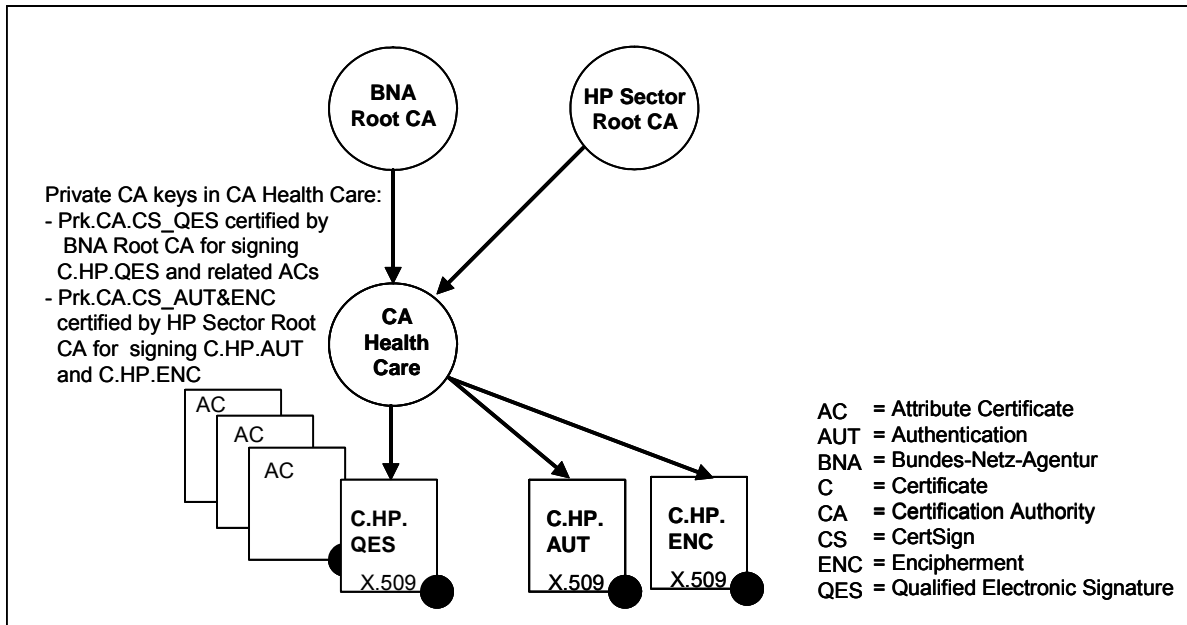 BNA
Root CA
HP Sector
Root CA
Private CA keys in CA Health Care:
- Prk.CA.CS_QES certified by
BNA Root CA for signing
C.HP.QES and related ACs
- Prk.CA.CS_AUT&ENC
certified by HP Sector Root
CA for signing C.HP.AUT
and C.HP.ENC
CA
Health
Care
AC
AC
AC
C.HP.
QES
X.509
C.HP.
AUT
X.509
C.HP.
ENC
X.509
AC = Attribute Certificate
AUT = Authentication
BNA = Bundes-Netz-Agentur
C = Certificate
CA = Certification Authority
CS = CertSign
ENC = Encipherment
QES = Qualified Electronic Signature